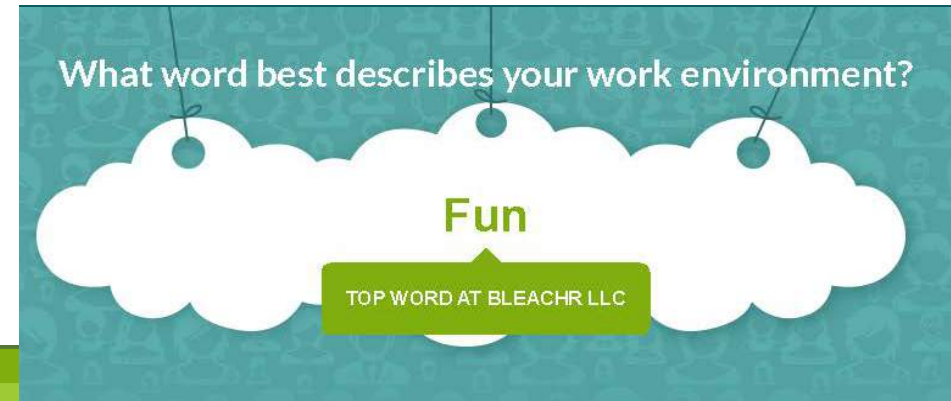 What word best describes your work environment?
Fun
TOP WORD AT BLEACHR LLC